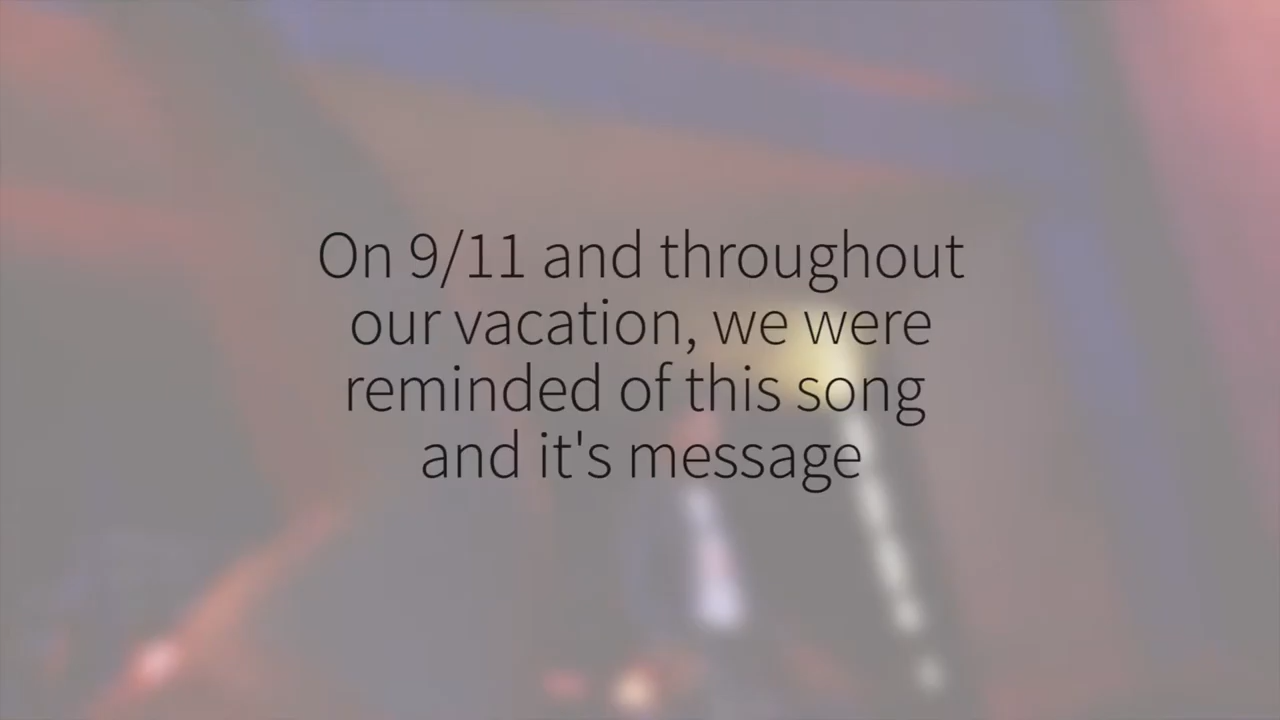 On 9/11 and throughout
our vacation, we were
reminded of this song
and it's message